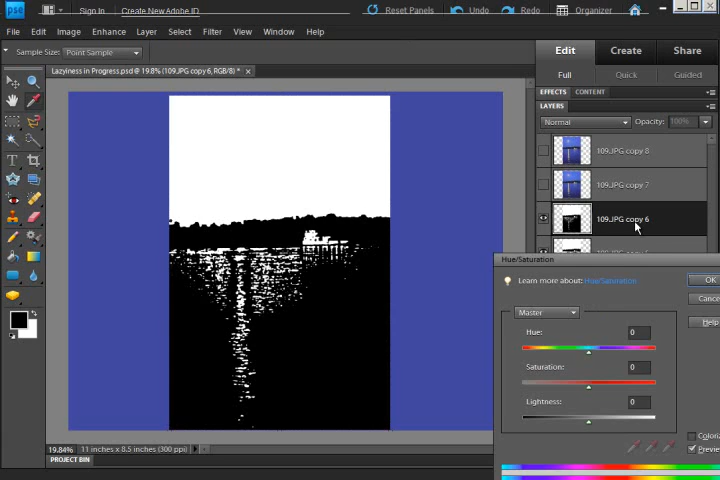 pse Sign In Create New Adobe ID Reset Panels Undo Redo Organizer
File Edit Image Enhance Layer Select Filter View Window Help
Sample Size: Point Sample
Edit Create Share
Lazyiness in Progress.psd @ 19.8% (109.JPG copy 6, RGB/8) * ×
Full Quick Guided
EFFECTS CONTENT
LAYERS
Normal Opacity: 100%
109.JPG copy 8
109.JPG copy 7
109.JPG copy 6
Hue/Saturation
Learn more about: Hue/Saturation OK
Cance
Master Help
Hue: 0
Saturation: 0
Lightness: 0
Coloriz
Preview
19.84% 11 inches x 8.5 inches (300 ppi)
PROJECT BIN